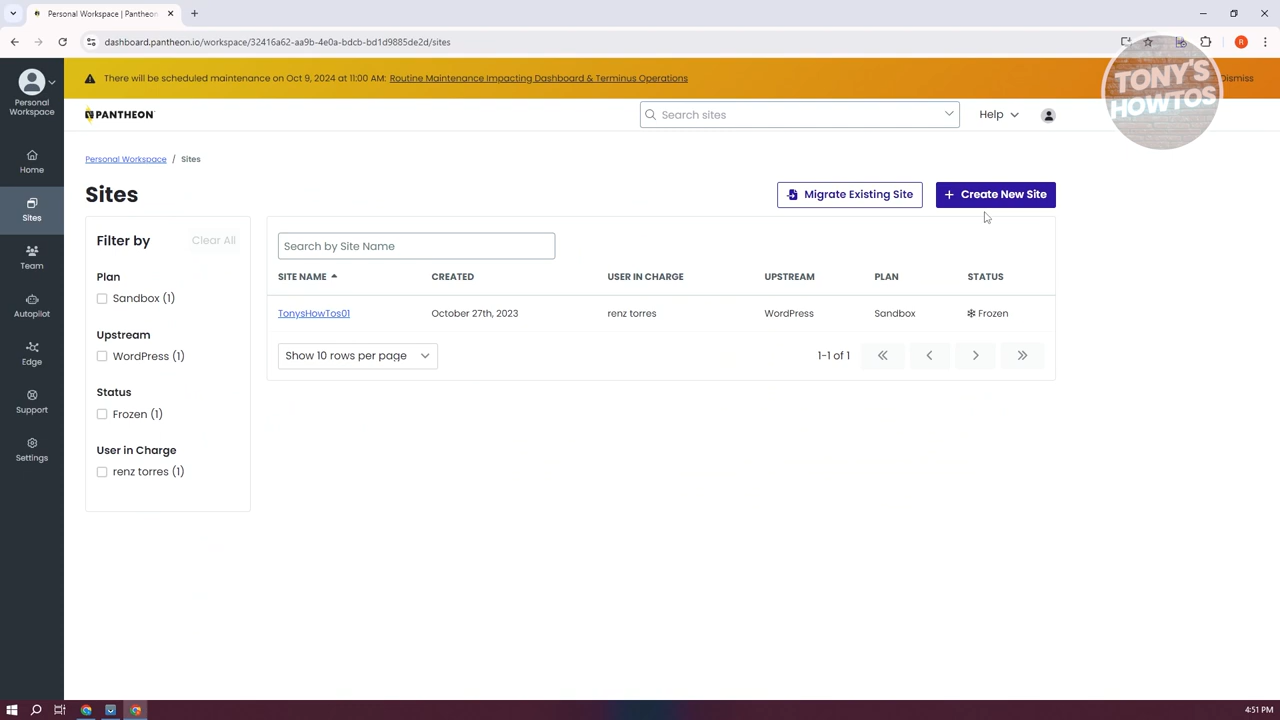 Personal Workspace | Pantheon
dashboard.pantheon.io/workspace/32416a62-aa9b-4e0a-bdcb-bd1d9885de2d/sites
R
Personal
Workspace
There will be scheduled maintenance on Oct 9, 2024 at 11:00 AM: Routine Maintenance Impacting Dashboard & Terminus Operations
Dismiss
TONY'S
HOWTOS
PANTHEON
Search sites
Help
Home
Sites
Team
Autopilot
Edge
Support
Settings
Personal Workspace / Sites
Sites
Migrate Existing Site
+ Create New Site
Filter by
Clear All
Plan
Sandbox (1)
Upstream
WordPress (1)
Status
Frozen (1)
User in Charge
renz torres (1)
Search by Site Name
SITE NAME CREATED USER IN CHARGE UPSTREAM PLAN STATUS
TonysHowTos01 October 27th, 2023 renz torres WordPress Sandbox Frozen
Show 10 rows per page
1-1 of 1
4:51 PM